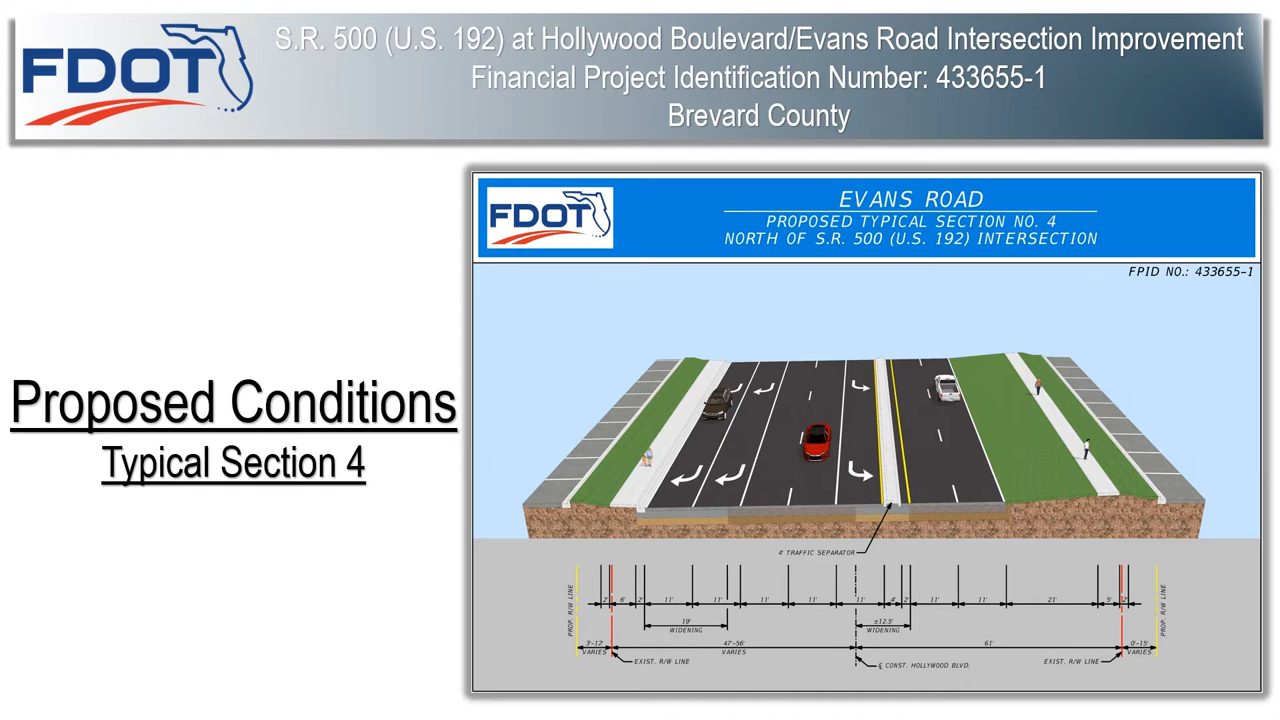 FDOT
S.R. 500 (U.S. 192) at Hollywood Boulevard/Evans Road Intersection Improvement
Financial Project Identification Number: 433655-1
Brevard County
Proposed Conditions
Typical Section 4
FDOT
EVANS ROAD
PROPOSED TYPICAL SECTION NO. 4
NORTH OF S.R. 500 (U.S. 192) INTERSECTION
FPID NO.: 433655-1
4' TRAFFIC SEPARATOR
PROP. R/W LINE
2' 6' 2' 11' 11' 11' 11' 11' 4' 2' 11' 11' 21' 5' 2'
PROP. R/W LINE
19'
WIDENING
±12.5'
WIDENING
3'-12'
VARIES
47'-56'
VARIES
61'
0'-15'
VARIES
EXIST. R/W LINE
℄ CONST. HOLLYWOOD BLVD.
EXIST. R/W LINE